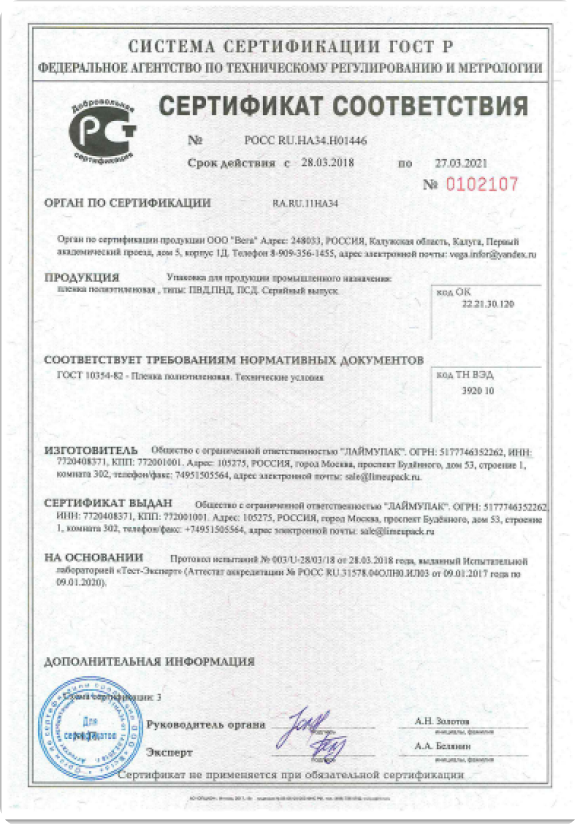 СИСТЕМА СЕРТИФИКАЦИИ ГОСТ Р
ФЕДЕРАЛЬНОЕ АГЕНТСТВО ПО ТЕХНИЧЕСКОМУ РЕГУЛИРОВАНИЮ И МЕТРОЛОГИИ
Добровольная
сертификация
СЕРТИФИКАТ СООТВЕТСТВИЯ
№ РОСС RU.НА34.Н01446
Срок действия с 28.03.2018 по 27.03.2021
№ 0102107
ОРГАН ПО СЕРТИФИКАЦИИ RA.RU.11НА34
Орган по сертификации продукции ООО "Вега" Адрес: 248033, РОССИЯ, Калужская область, Калуга, Первый
академический проезд, дом 5, корпус 1Д. Телефон 8-909-356-1455, адрес электронной почты: vega.infor@yandex.ru
ПРОДУКЦИЯ Упаковка для продукции промышленного назначения:
пленка полиэтиленовая , типы: ПВД,ПНД, ПСД. Серийный выпуск.
код ОК
22.21.30.120
СООТВЕТСТВУЕТ ТРЕБОВАНИЯМ НОРМАТИВНЫХ ДОКУМЕНТОВ
ГОСТ 10354-82 - Пленка полиэтиленовая. Технические условия
код ТН ВЭД
3920 10
ИЗГОТОВИТЕЛЬ Общество с ограниченной ответственностью "ЛАЙМУПАК". ОГРН: 5177746352262, ИНН:
7720408371, КПП: 772001001. Адрес: 105275, РОССИЯ, город Москва, проспект Будённого, дом 53, строение 1,
комната 302, телефон/факс: 74951505564, адрес электронной почты: sale@limeupack.ru
СЕРТИФИКАТ ВЫДАН Общество с ограниченной ответственностью "ЛАЙМУПАК". ОГРН: 5177746352262,
ИНН: 7720408371, КПП: 772001001. Адрес: 105275, РОССИЯ, город Москва, проспект Будённого, дом 53, строение
1, комната 302, телефон/факс: +74951505564, адрес электронной почты: sale@limeupack.ru
НА ОСНОВАНИИ Протокол испытаний № 003/U-28/03/18 от 28.03.2018 года, выданный Испытательной
лабораторией «Тест-Эксперт» (Аттестат аккредитации № РОСС RU.31578.04ОЛН0.ИЛ03 от 09.01.2017 года по
09.01.2020).
ДОПОЛНИТЕЛЬНАЯ ИНФОРМАЦИЯ
Схема сертификации: 3
Для
сертификатов
Руководитель органа
подпись
А.Н. Золотов
инициалы, фамилия
Эксперт
подпись
А.А. Белянин
инициалы, фамилия
Сертификат не применяется при обязательной сертификации